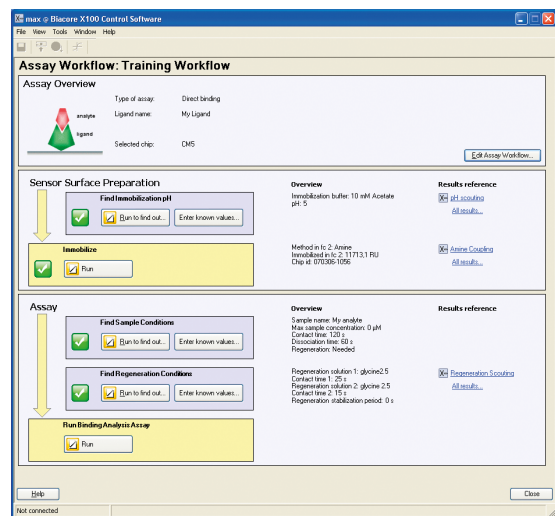 max @ Biacore X100 Control Software
File View Tools Window Help
Assay Workflow: Training Workflow
Assay Overview
Type of assay: Direct binding
analyte
Ligand name: My Ligand
ligand
Selected chip: CM5
Edit Assay Workflow...
Sensor Surface Preparation
Overview
Results reference
Find Immobilization pH
Immobilization buffer: 10 mM Acetate
pH: 5
pH scouting
Run to find out...
Enter known values...
All results...
Immobilize
Method in fc 2: Amine
Immobilized in fc 2: 11713,1 RU
Chip id: 070306-1056
Amine Coupling
Run
All results...
Assay
Overview
Results reference
Find Sample Conditions
Sample name: My analyte
Max sample concentration: 0 µM
Contact time: 120 s
Dissociation time: 60 s
Regeneration: Needed
Run to find out...
Enter known values...
Find Regeneration Conditions
Regeneration solution 1: glycine2.5
Contact time 1: 25 s
Regeneration solution 2: glycine 2.5
Contact time 2: 15 s
Regeneration stabilization period: 0 s
Regeneration Scouting
Run to find out...
Enter known values...
All results...
Run Binding Analysis Assay
Run
Help
Close
Not connected